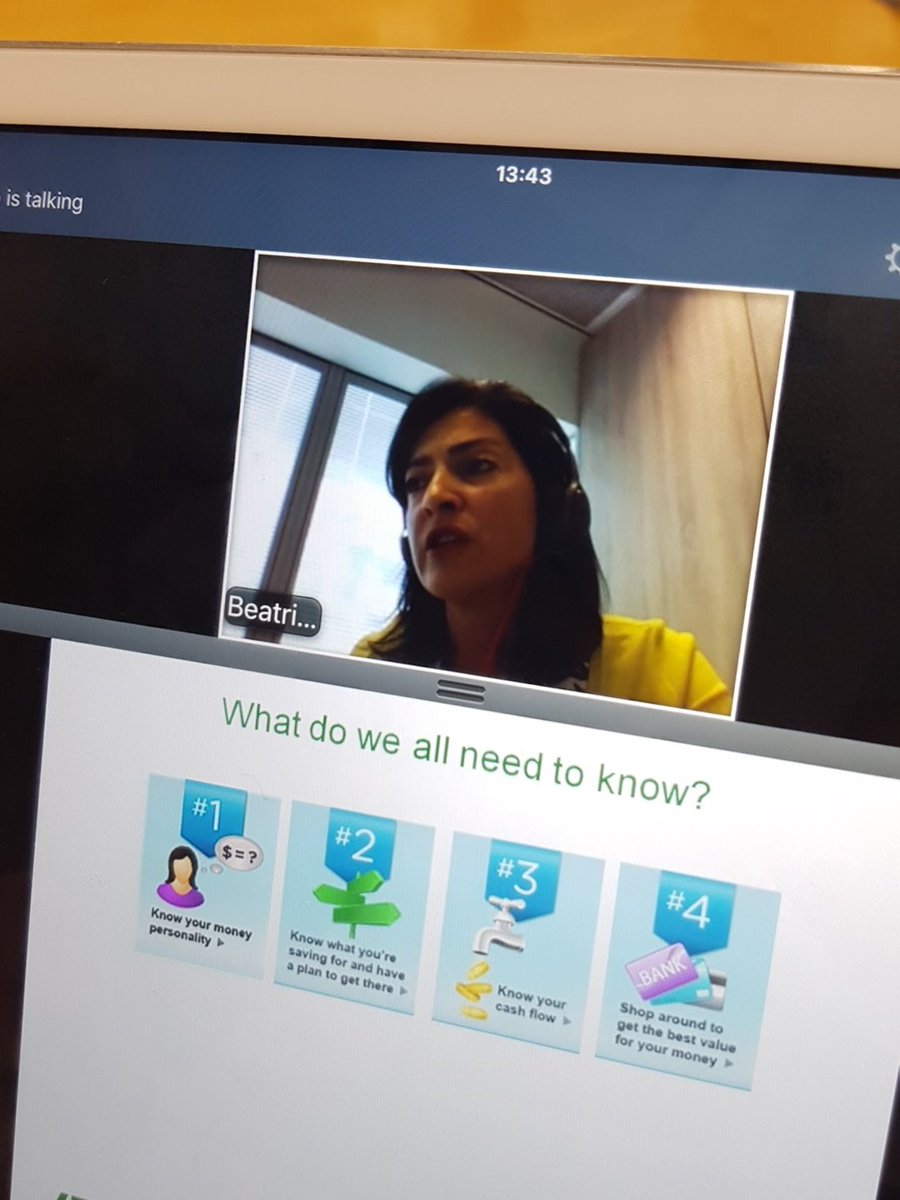 13:43
is talking
Beatri...
What do we all need to know?
#1
$=?
Know your money
personality
#2
Know what you're
saving for and have
a plan to get there
#3
Know your
cash flow
#4
BANK
Shop around to
get the best value
for your money